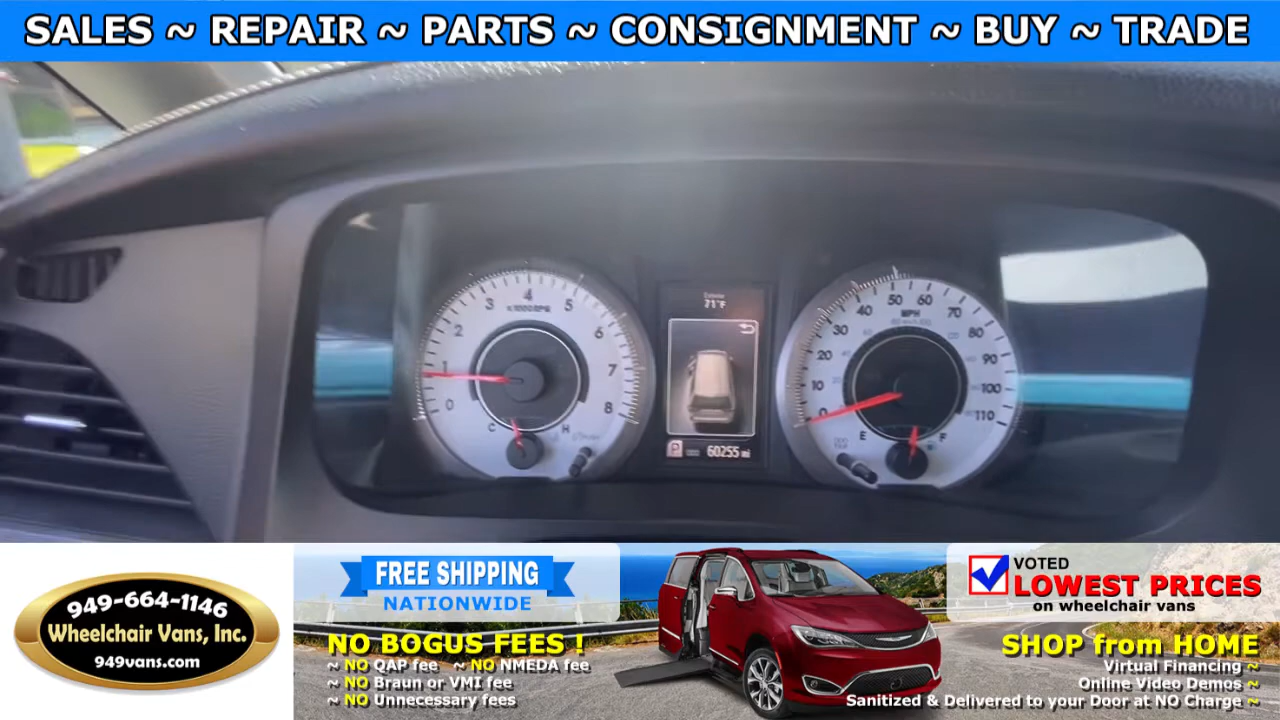 SALES ~ REPAIR ~ PARTS ~ CONSIGNMENT ~ BUY ~ TRADE
0 1 2 3 4 5 6 7 8
x1000RPM
C H
71°F
60255 mi
0 10 20 30 40 50 60 70 80 90 100 110
MPH
E F
949-664-1146
Wheelchair Vans, Inc.
949vans.com
FREE SHIPPING
NATIONWIDE
NO BOGUS FEES !
~ NO QAP fee ~ NO NMEDA fee
~ NO Braun or VMI fee
~ NO Unnecessary fees
VOTED
LOWEST PRICES
on wheelchair vans
SHOP from HOME
Virtual Financing ~
Online Video Demos ~
Sanitized & Delivered to your Door at NO Charge ~